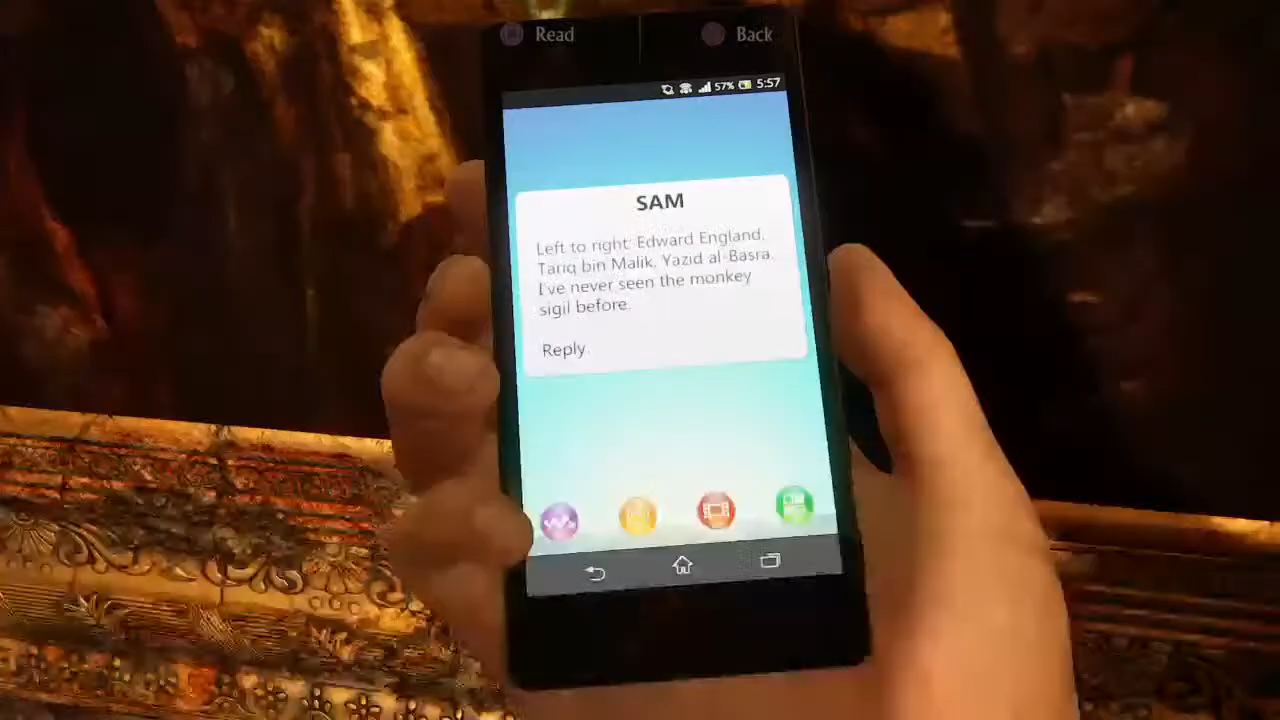 Read Back
57% 5:57
SAM
Left to right: Edward England,
Tariq bin Malik, Yazid al-Basra.
I've never seen the monkey
sigil before.
Reply